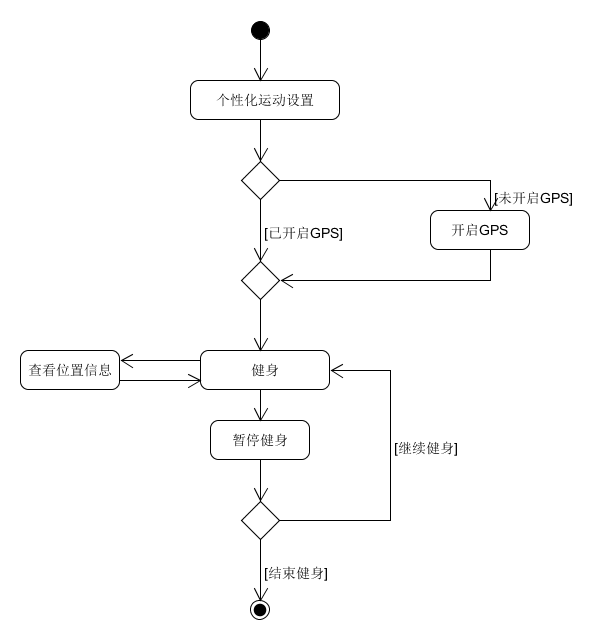 个性化运动设置
[未开启GPS]
[已开启GPS]
开启GPS
查看位置信息
健身
暂停健身
[继续健身]
[结束健身]